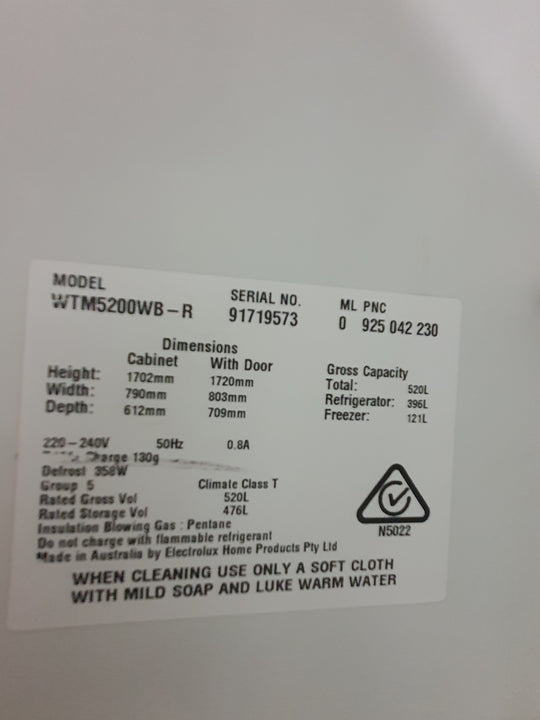 MODEL
WTM5200WB-R
SERIAL NO.
91719573
ML PNC
0 925 042 230
Dimensions
Cabinet With Door
Height: 1702mm 1720mm
Width: 790mm 803mm
Depth: 612mm 709mm
Gross Capacity
Total: 520L
Refrigerator: 396L
Freezer: 121L
220-240V 50Hz 0.8A
Charge 130g
Defrost 358W
Group 5 Climate Class T
Rated Gross Vol 520L
Rated Storage Vol 476L
Insulation Blowing Gas : Pentane
Do not charge with flammable refrigerant
Made in Australia by Electrolux Home Products Pty Ltd
N5022
WHEN CLEANING USE ONLY A SOFT CLOTH
WITH MILD SOAP AND LUKE WARM WATER